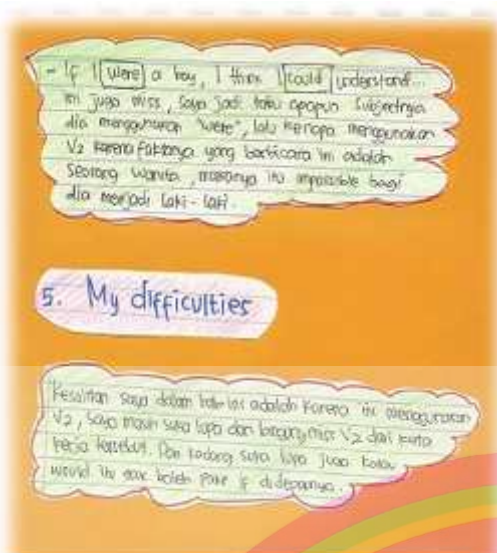 - If I were a boy, I think I could understand...
ini juga miss, saya jadi tahu apapun subjectnya
dia menggunakan "were", lalu kenapa menggunakan
V2 karena faktanya yang berbicara ini adalah
seorang wanita, makanya itu impossible bagi
dia menjadi laki-laki.
5. My difficulties
Kesulitan saya dalam hal ini adalah karena ini menggunakan
V2, saya masih suka lupa dan bingung miss V2 dari kata
kerja tersebut. Dan kadang suka lupa juga kalau
would itu gak boleh pake if didepannya.